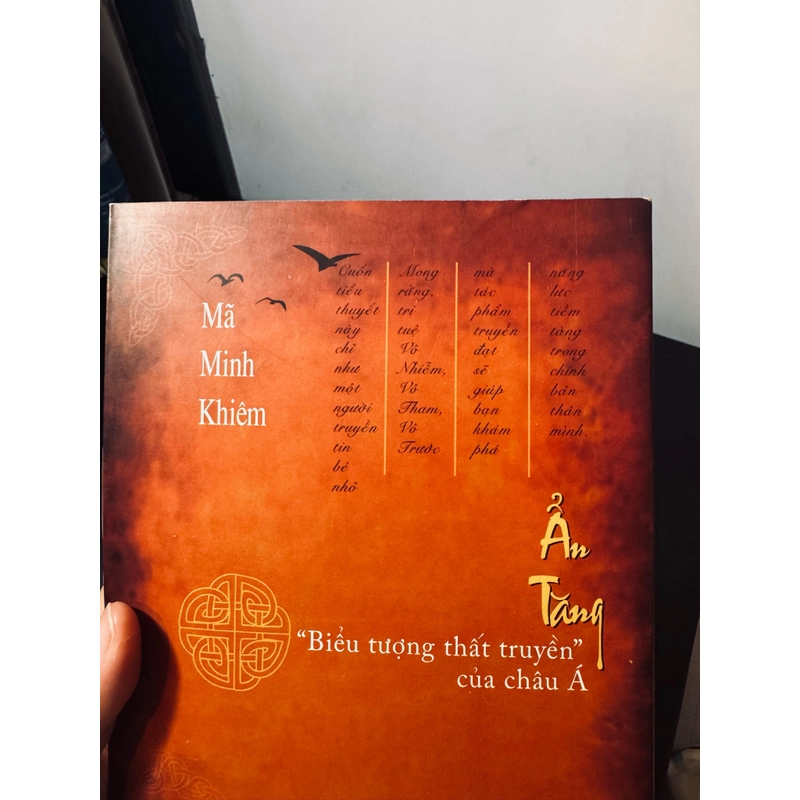 Mã
Minh
Khiêm
Cuốn
tiểu
thuyết
này
chỉ
như
một
người
truyền
tin
bé
nhỏ
Mong
rằng,
trí
tuệ
Vô
Nhiễm,
Vô
Tham,
Vô
Trước
mà
tác
phẩm
truyền
đạt
sẽ
giúp
bạn
khám
phá
năng
lực
tiềm
tàng
trong
chính
bản
thân
mình.
Ẩn
Tăng
"Biểu tượng thất truyền"
của châu Á